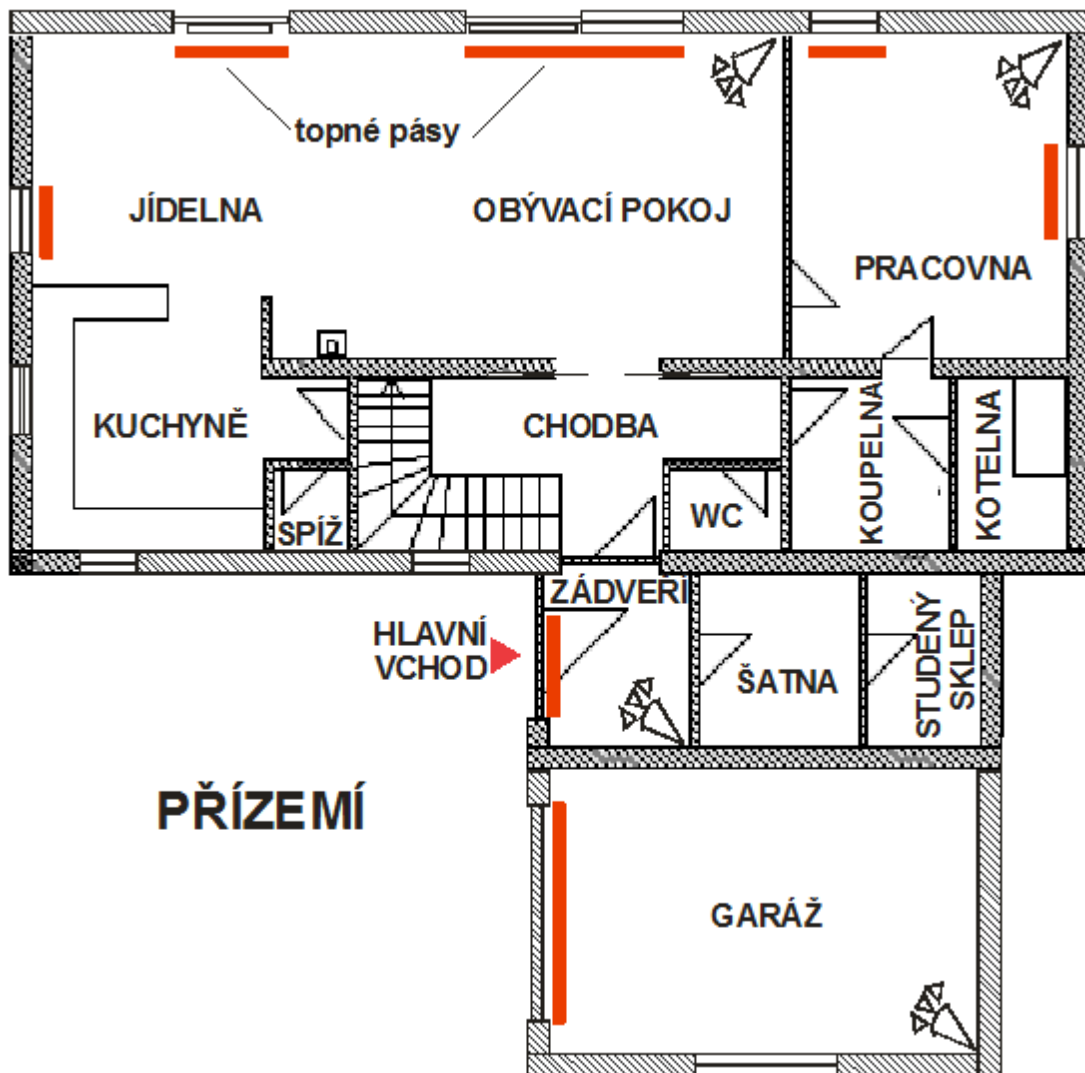 topné pásy
JÍDELNA
OBÝVACÍ POKOJ
PRACOVNA
KUCHYNĚ
CHODBA
KOUPELNA
KOTELNA
SPÍŽ
WC
ZÁDVEŘÍ
HLAVNÍ
VCHOD
ŠATNA
STUDENÝ
SKLEP
PŘÍZEMÍ
GARÁŽ